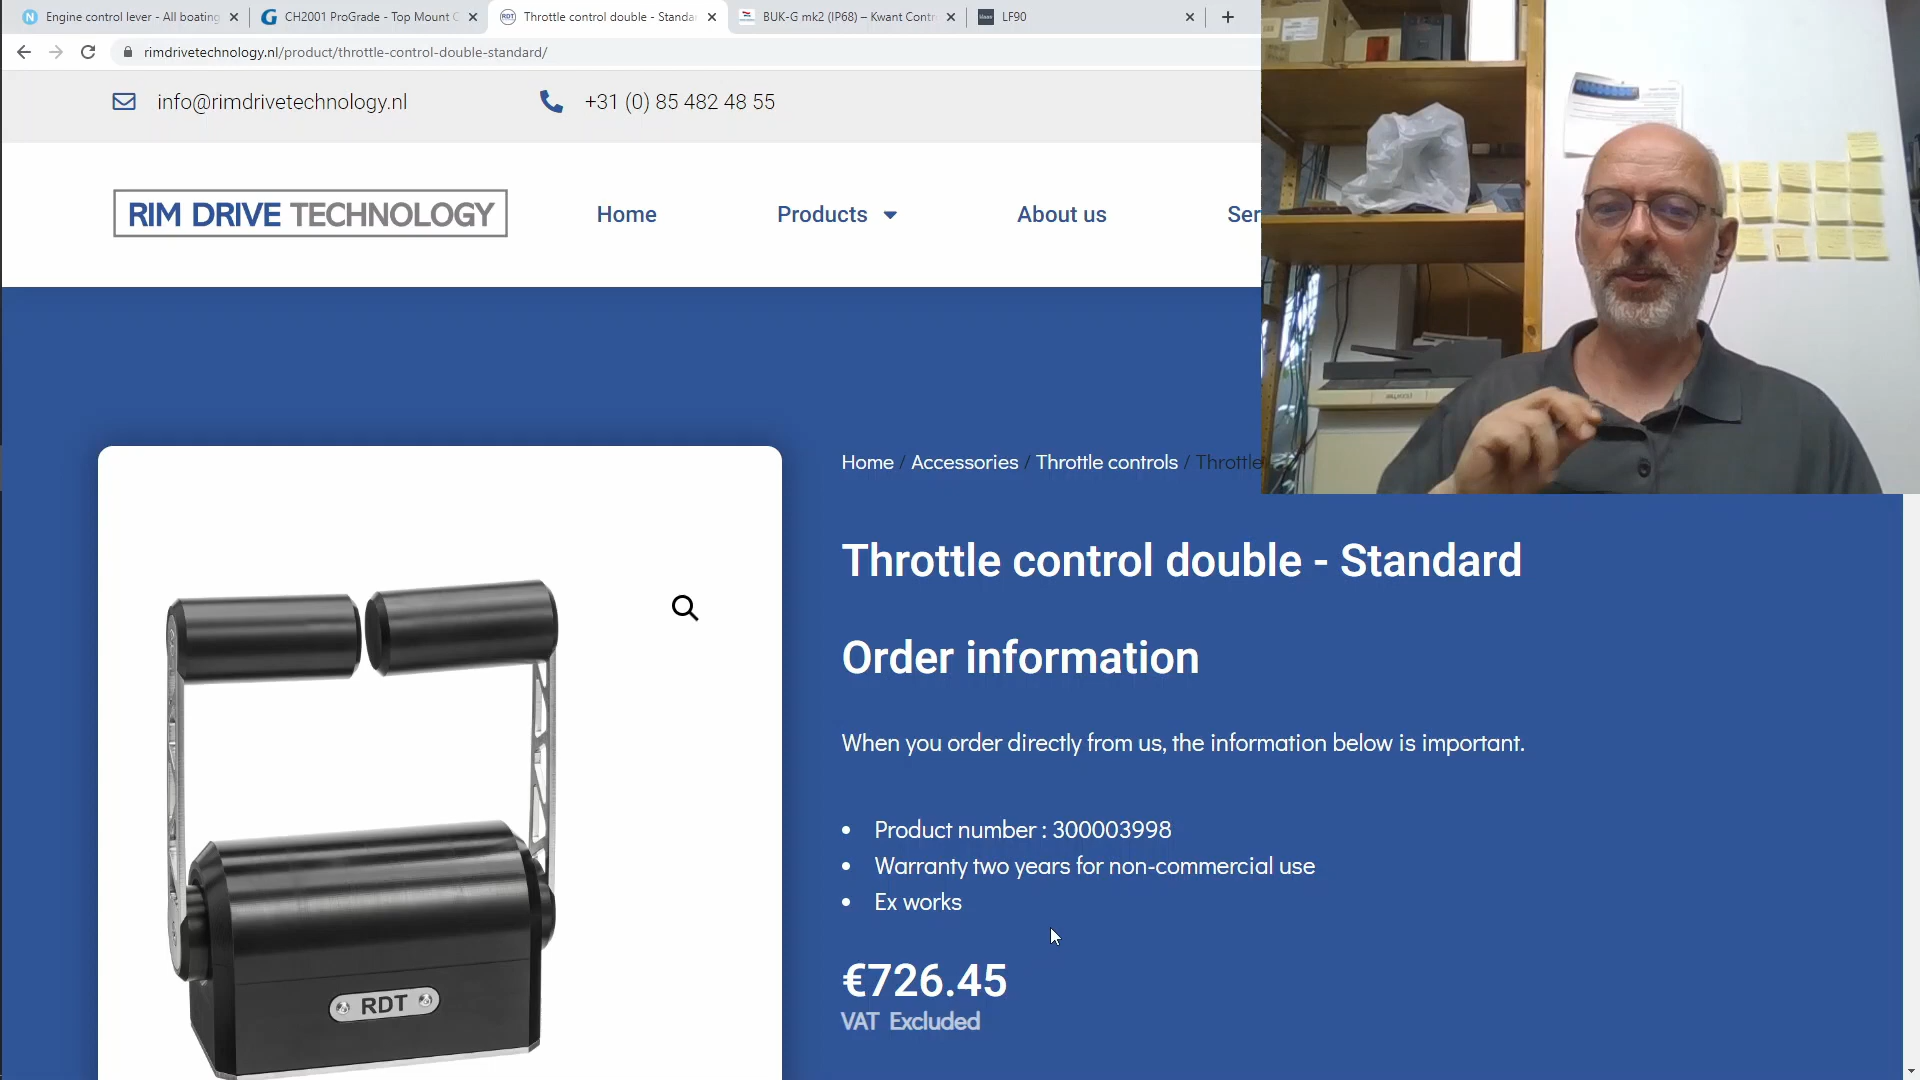 Engine control lever - All boating
CH2001 ProGrade - Top Mount C
Throttle control double - Standa
BUK-G mk2 (IP68) – Kwant Contr
LF90
rimdrivetechnology.nl/product/throttle-control-double-standard/
info@rimdrivetechnology.nl
+31 (0) 85 482 48 55
RIM DRIVE TECHNOLOGY
Home
Products
About us
Ser
Home / Accessories / Throttle controls / Throttle
Throttle control double - Standard
Order information
When you order directly from us, the information below is important.
• Product number : 300003998
• Warranty two years for non-commercial use
• Ex works
€726.45
VAT Excluded
RDT